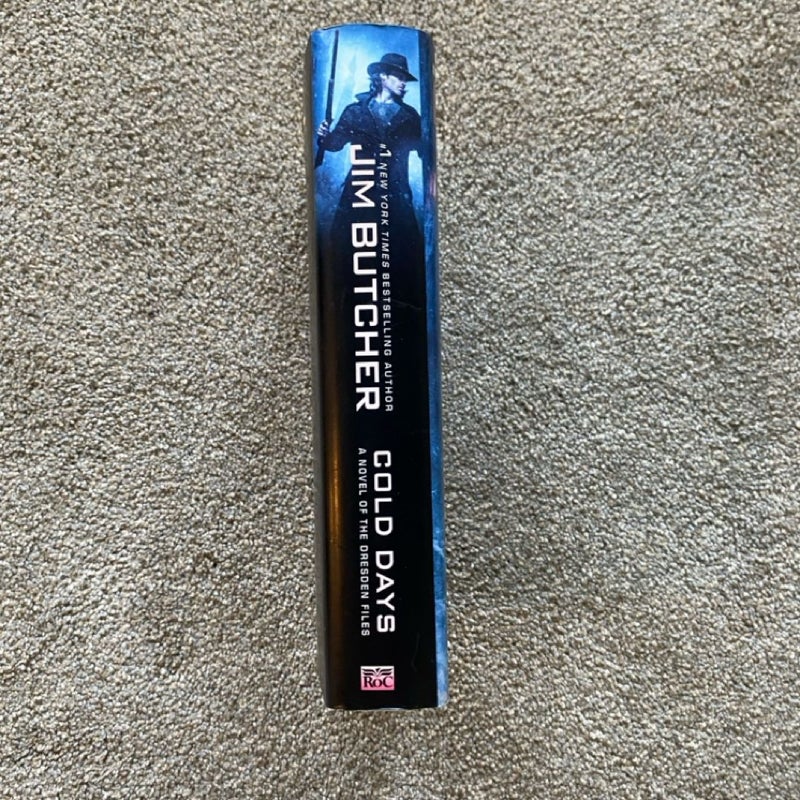 #1 NEW YORK TIMES BESTSELLING AUTHOR
JIM BUTCHER
COLD DAYS
A NOVEL OF THE DRESDEN FILES
ROC